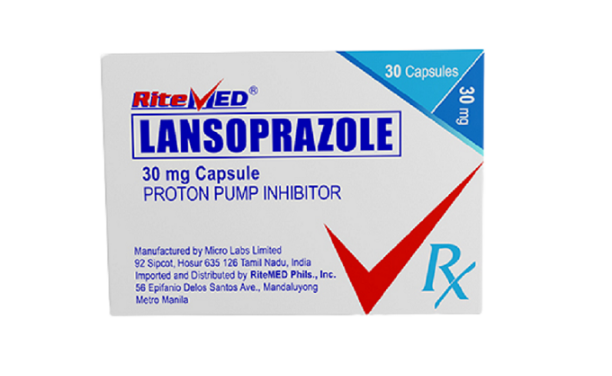 30 Capsules
30 mg
RiteMED®
LANSOPRAZOLE
30 mg Capsule
PROTON PUMP INHIBITOR
Manufactured by Micro Labs Limited
92 Sipcot, Hosur 635 126 Tamil Nadu, India
Imported and Distributed by RiteMED Phils., Inc.
56 Epifanio Delos Santos Ave., Mandaluyong
Metro Manila
Rx